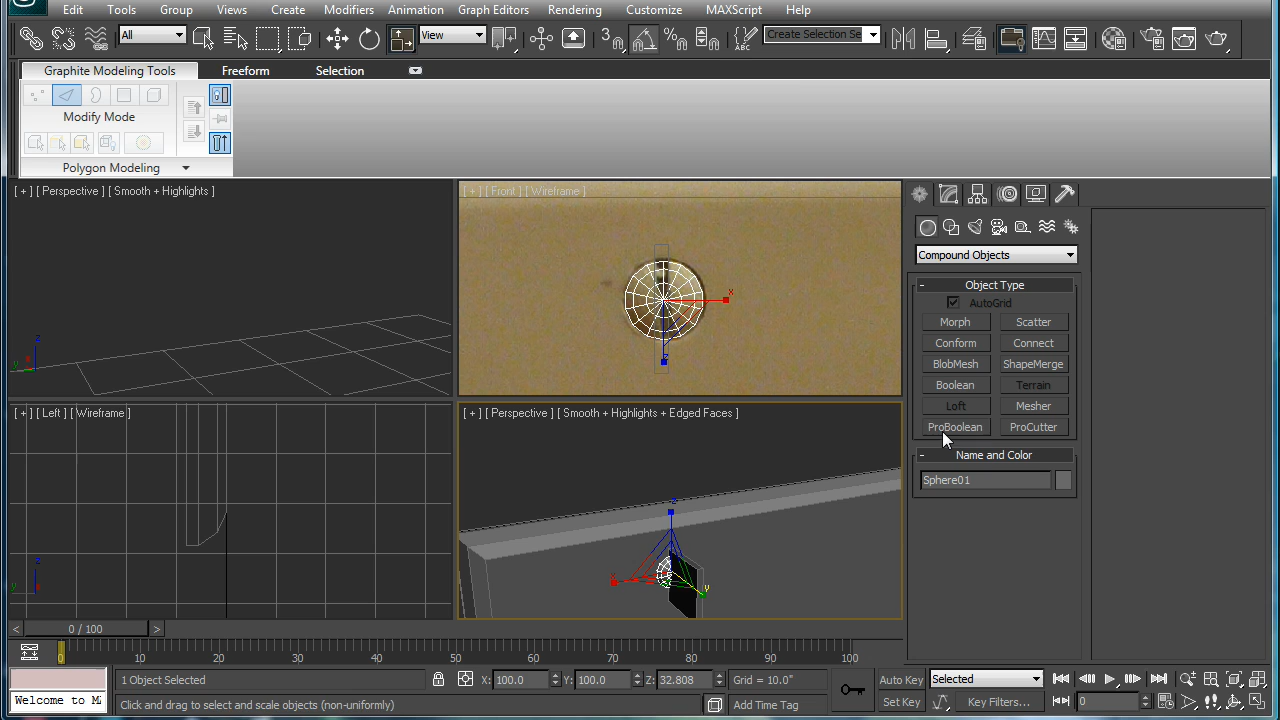 Edit Tools Group Views Create Modifiers Animation Graph Editors Rendering Customize MAXScript Help
All View 3 Create Selection Se
Graphite Modeling Tools Freeform Selection
Modify Mode
Polygon Modeling
[ + ] [ Perspective ] [ Smooth + Highlights ]
[ + ] [ Front ] [ Wireframe ]
x
z
z
y
x
Compound Objects
- Object Type
AutoGrid
Morph Scatter
Conform Connect
BlobMesh ShapeMerge
Boolean Terrain
Loft Mesher
ProBoolean ProCutter
- Name and Color
Sphere01
[ + ] [ Left ] [ Wireframe ]
[ + ] [ Perspective ] [ Smooth + Highlights + Edged Faces ]
z
x
y
z
y
x
< 0 / 100 >
0 10 20 30 40 50 60 70 80 90 100
1 Object Selected X: 100.0 Y: 100.0 Z: 32.808 Grid = 10.0" Auto Key Selected
Welcome to M Click and drag to select and scale objects (non-uniformly) Add Time Tag Set Key Key Filters... 0